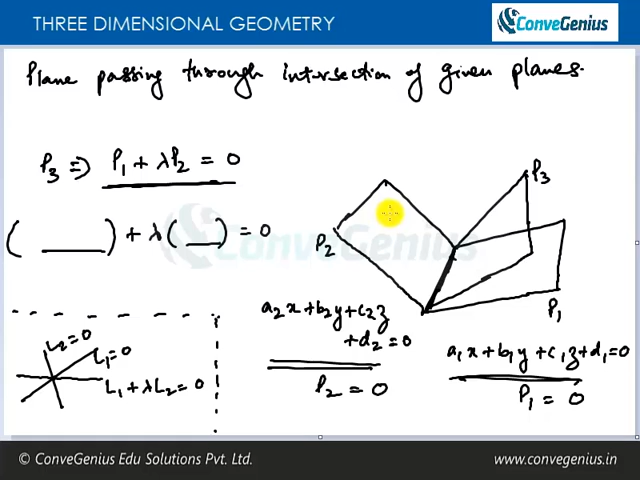 THREE DIMENSIONAL GEOMETRY
ConveGenius
Plane passing through intersection of given planes.
P3 => P1 + λP2 = 0
( ___ ) + λ( ___ ) = 0
P2
P3
P1
ConveGenius
L2=0
L1=0
L1 + λL2 = 0
a2x+b2y+c2z
+d2=0
P2 = 0
a1x+b1y+c1z+d1=0
P1 = 0
© ConveGenius Edu Solutions Pvt. Ltd.
www.convegenius.in